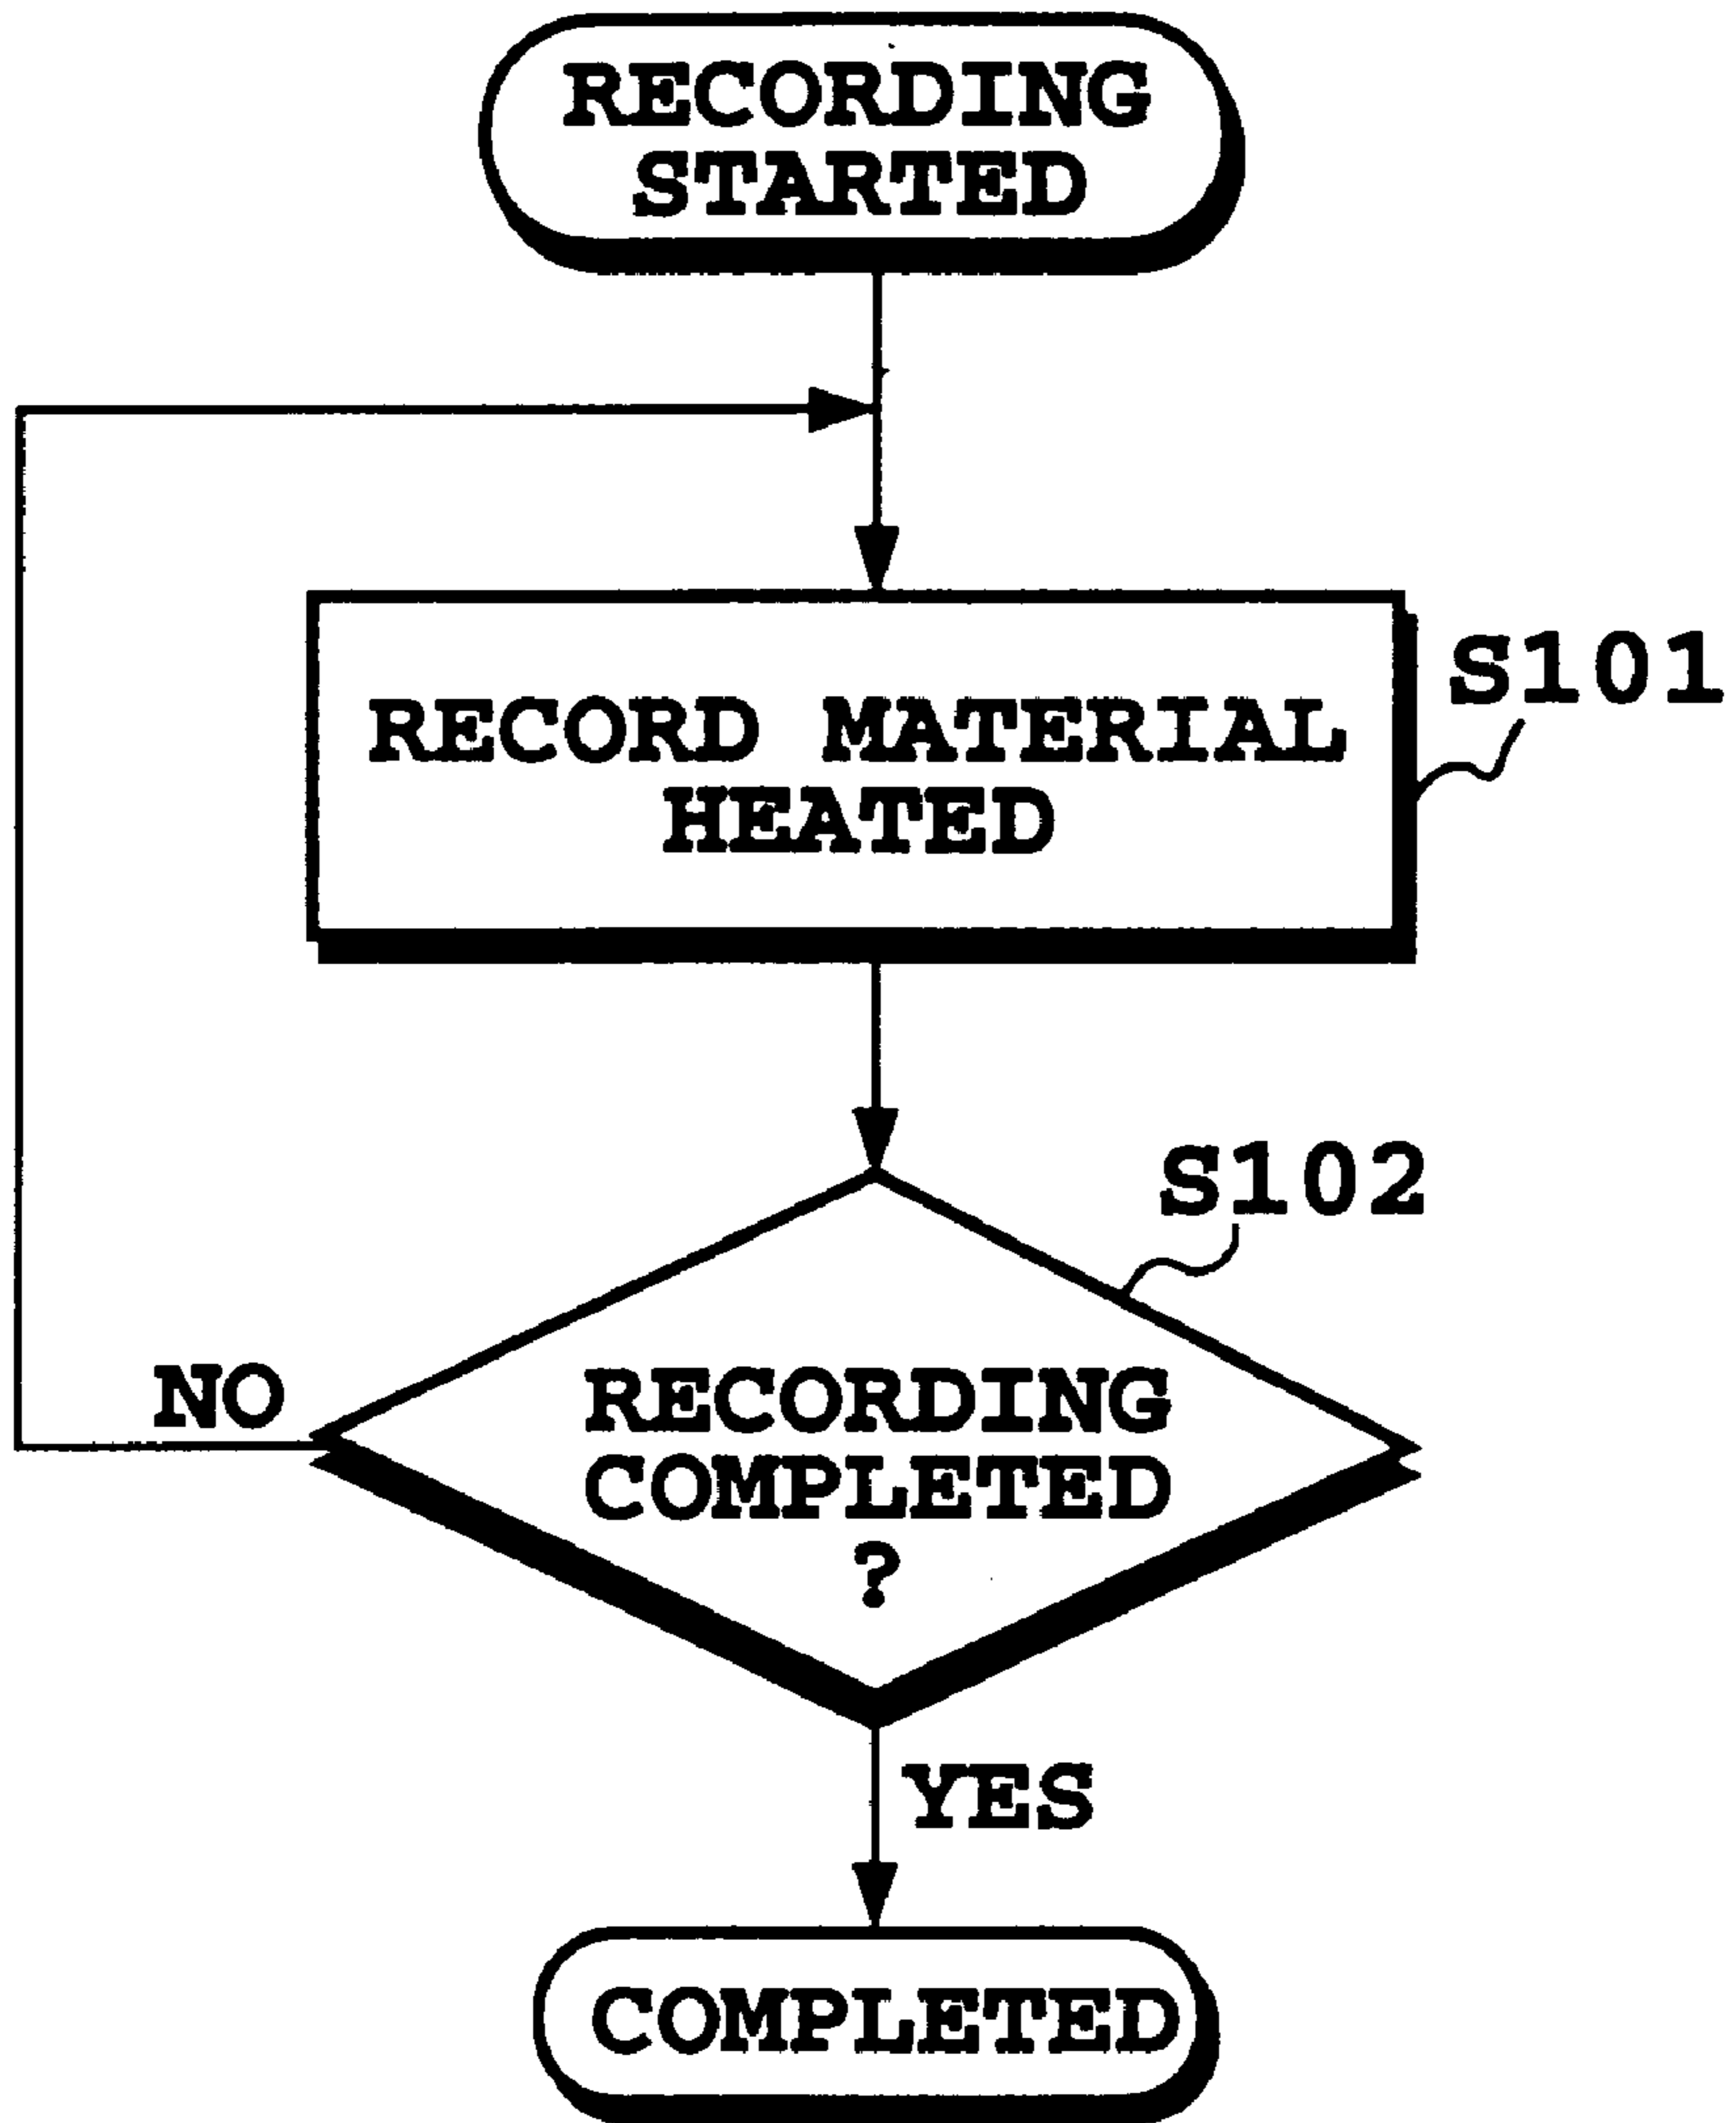 RECORDING
STARTED
S101
RECORD MATERIAL
HEATED
S102
NO
RECORDING
COMPLETED
?
YES
COMPLETED